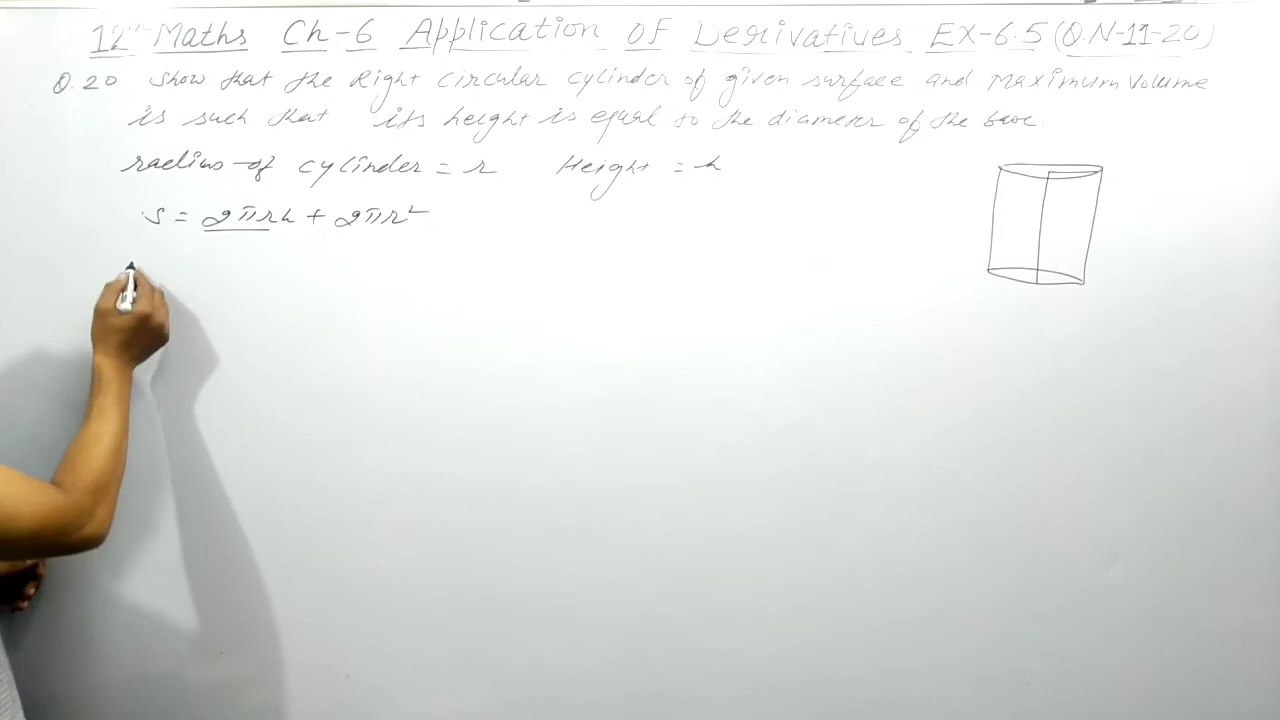 12th Maths Ch-6 Application OF Derivatives EX-6.5 (Q.N-11-20)
Q.20 Show that the Right circular cylinder of given surface and Maximum Volume
is such that its height is equal to the diameter of the base.
radius of cylinder = r Height = h
S = 2πrh + 2πr²